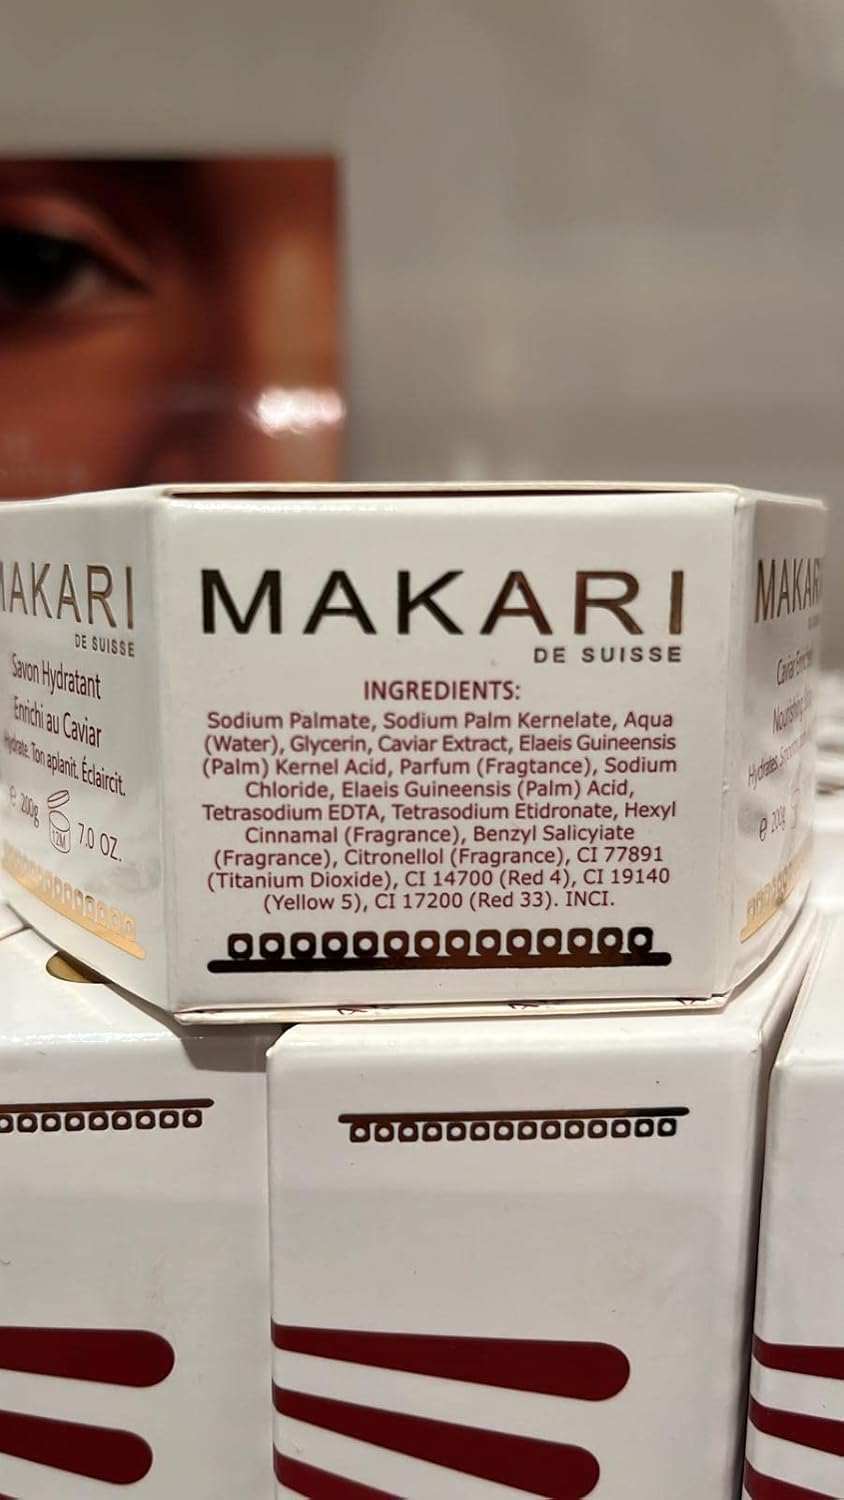 MAKARI
DE SUISSE
INGREDIENTS:
Sodium Palmate, Sodium Palm Kernelate, Aqua
(Water), Glycerin, Caviar Extract, Elaeis Guineensis
(Palm) Kernel Acid, Parfum (Fragtance), Sodium
Chloride, Elaeis Guineensis (Palm) Acid,
Tetrasodium EDTA, Tetrasodium Etidronate, Hexyl
Cinnamal (Fragrance), Benzyl Salicyiate
(Fragrance), Citronellol (Fragrance), CI 77891
(Titanium Dioxide), CI 14700 (Red 4), CI 19140
(Yellow 5), CI 17200 (Red 33). INCI.
MAKARI
DE SUISSE
Savon Hydratant
Enrichi au Caviar
Hydrate. Ton aplanit. Éclaircit.
e 200g 12M 7.0 OZ.
MAKARI
Caviar
Nourishing
Hydrates.
e 200g